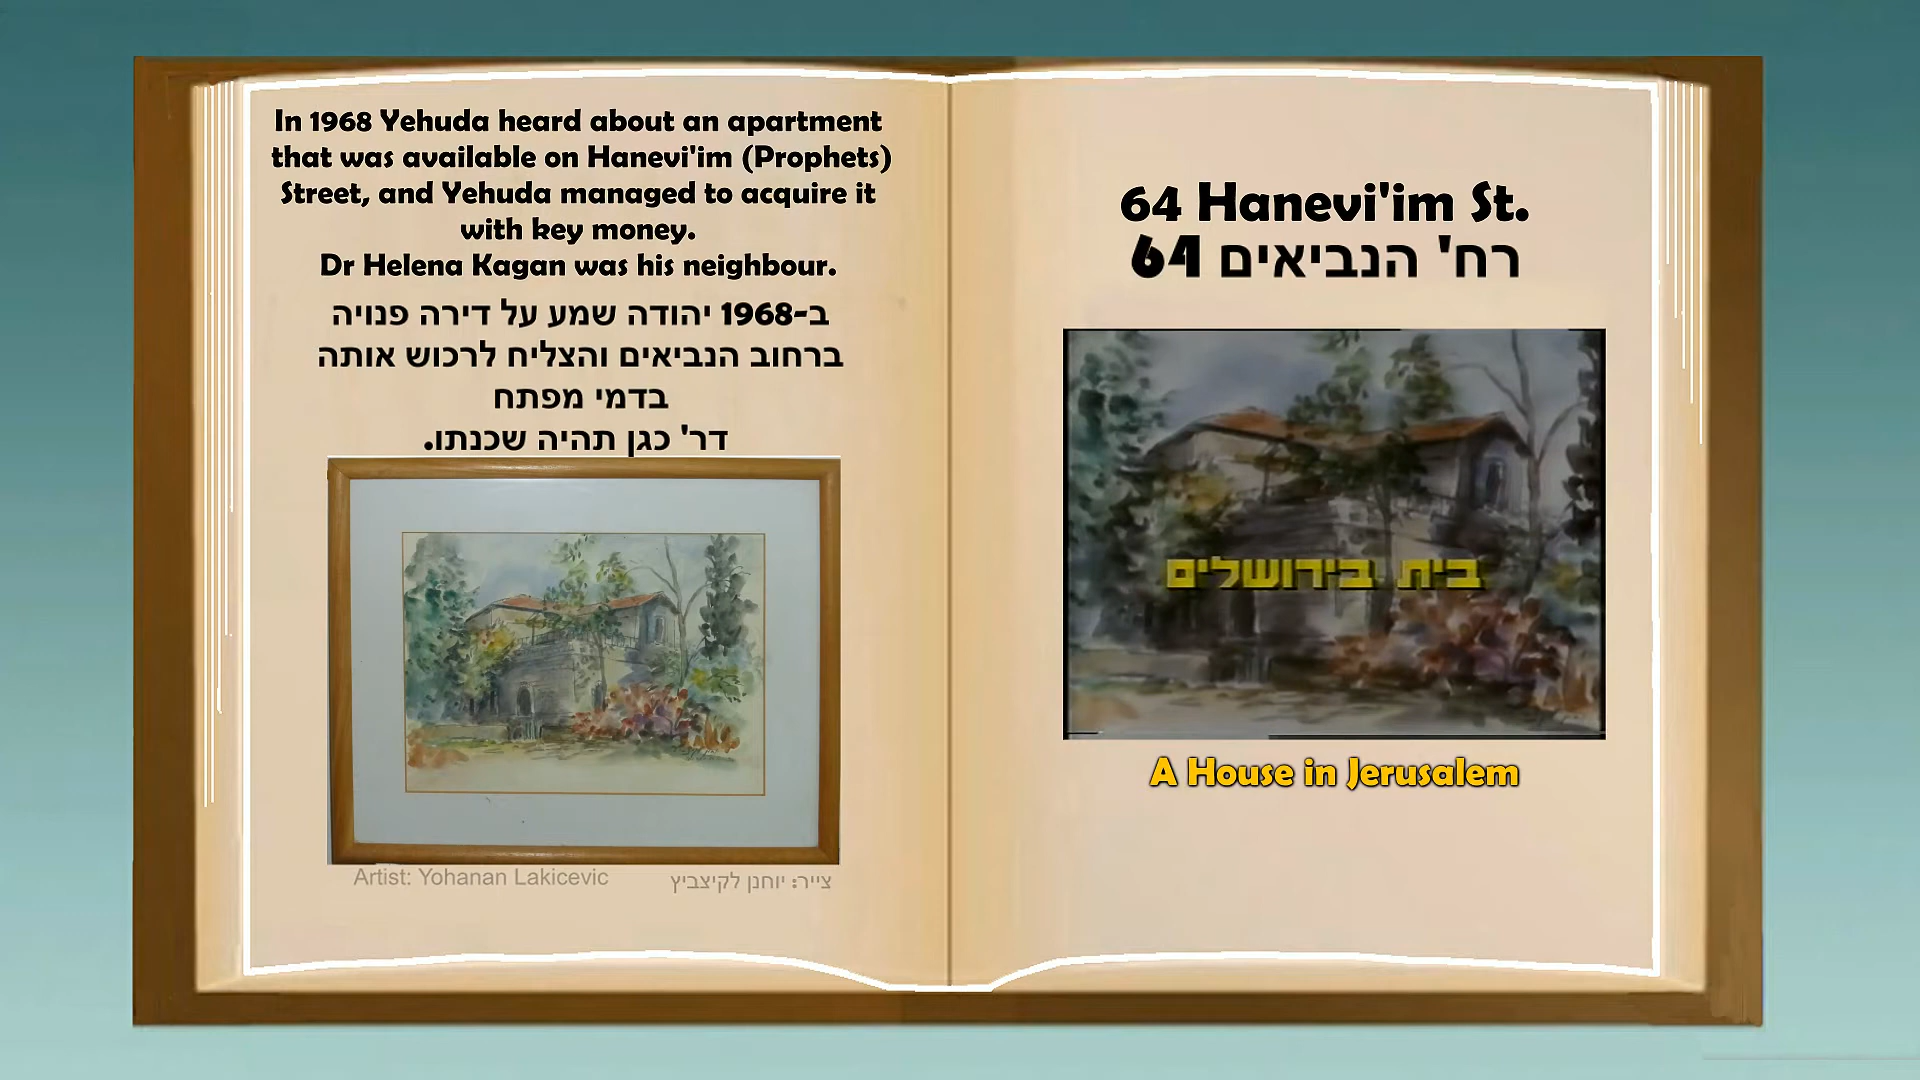 In 1968 Yehuda heard about an apartment
that was available on Hanevi'im (Prophets)
Street, and Yehuda managed to acquire it
with key money.
Dr Helena Kagan was his neighbour.
ב-1968 יהודה שמע על דירה פנויה
ברחוב הנביאים והצליח לרכוש אותה
בדמי מפתח
דר' כגן תהיה שכנתו.
Artist: Yohanan Lakicevic
צייר: יוחנן לקיצביץ
64 Hanevi'im St.
רח' הנביאים 64
בית בירושלים
A House in Jerusalem